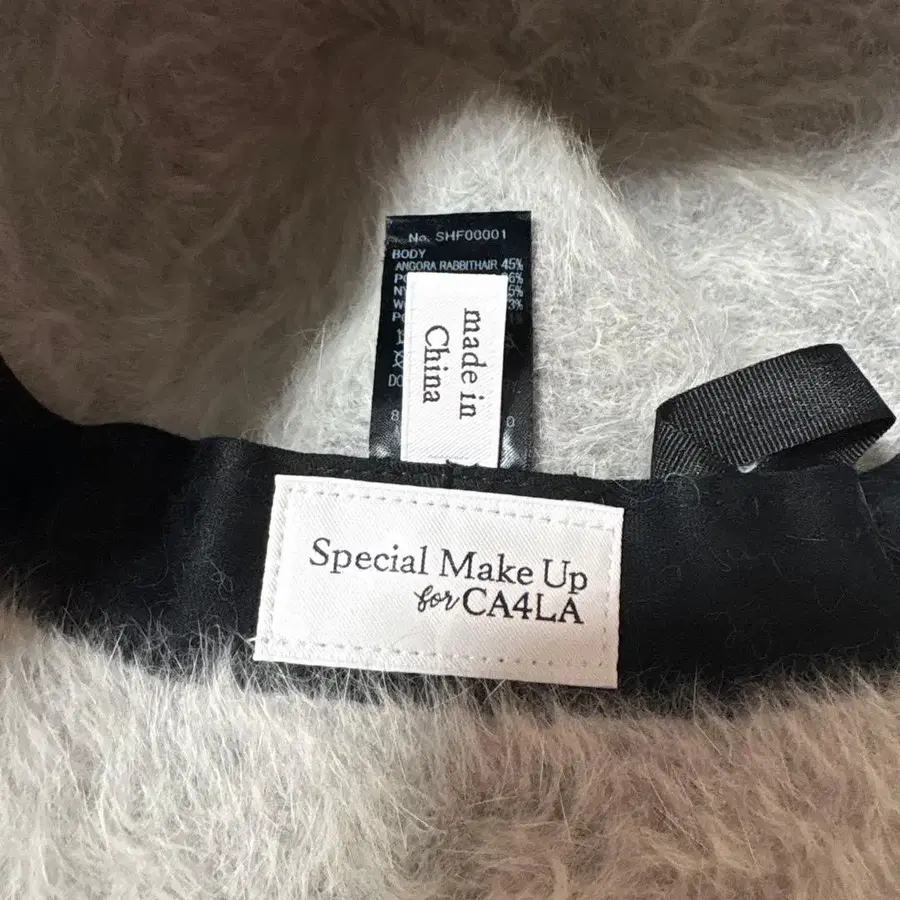 No. SHF00001
BODY
ANGORA RABBITHAIR 45%
made in
China
Special Make Up
for CA4LA